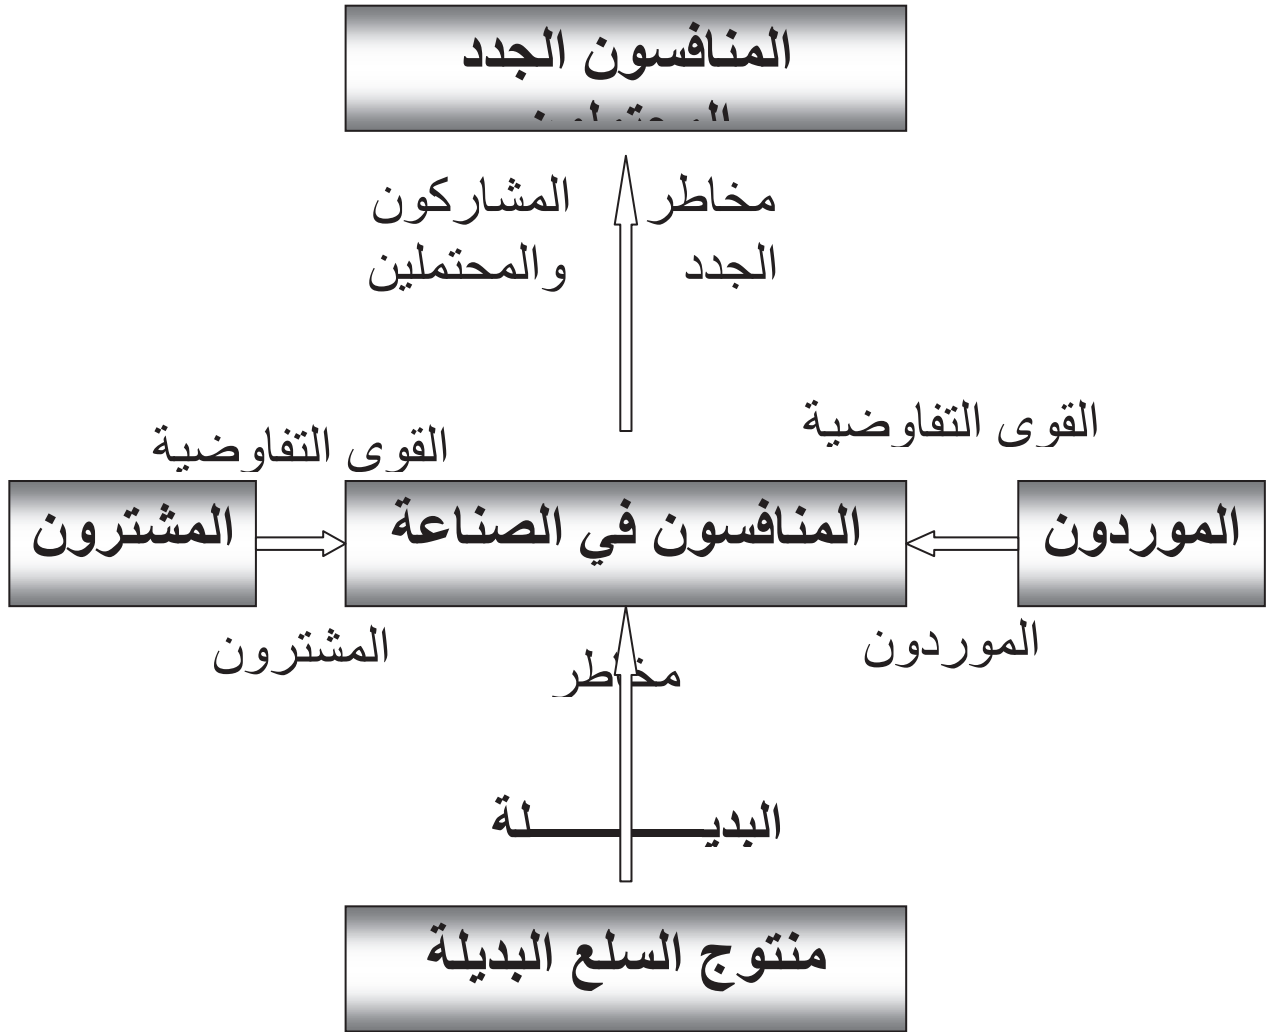 المنافسون الجدد
مخاطر المشاركون
الجدد والمحتملين
القوى التفاوضية
القوى التفاوضية
الموردون
المنافسون في الصناعة
المشترون
الموردون
المشترون
مخاطر
البديـــــــــلة
منتوج السلع البديلة